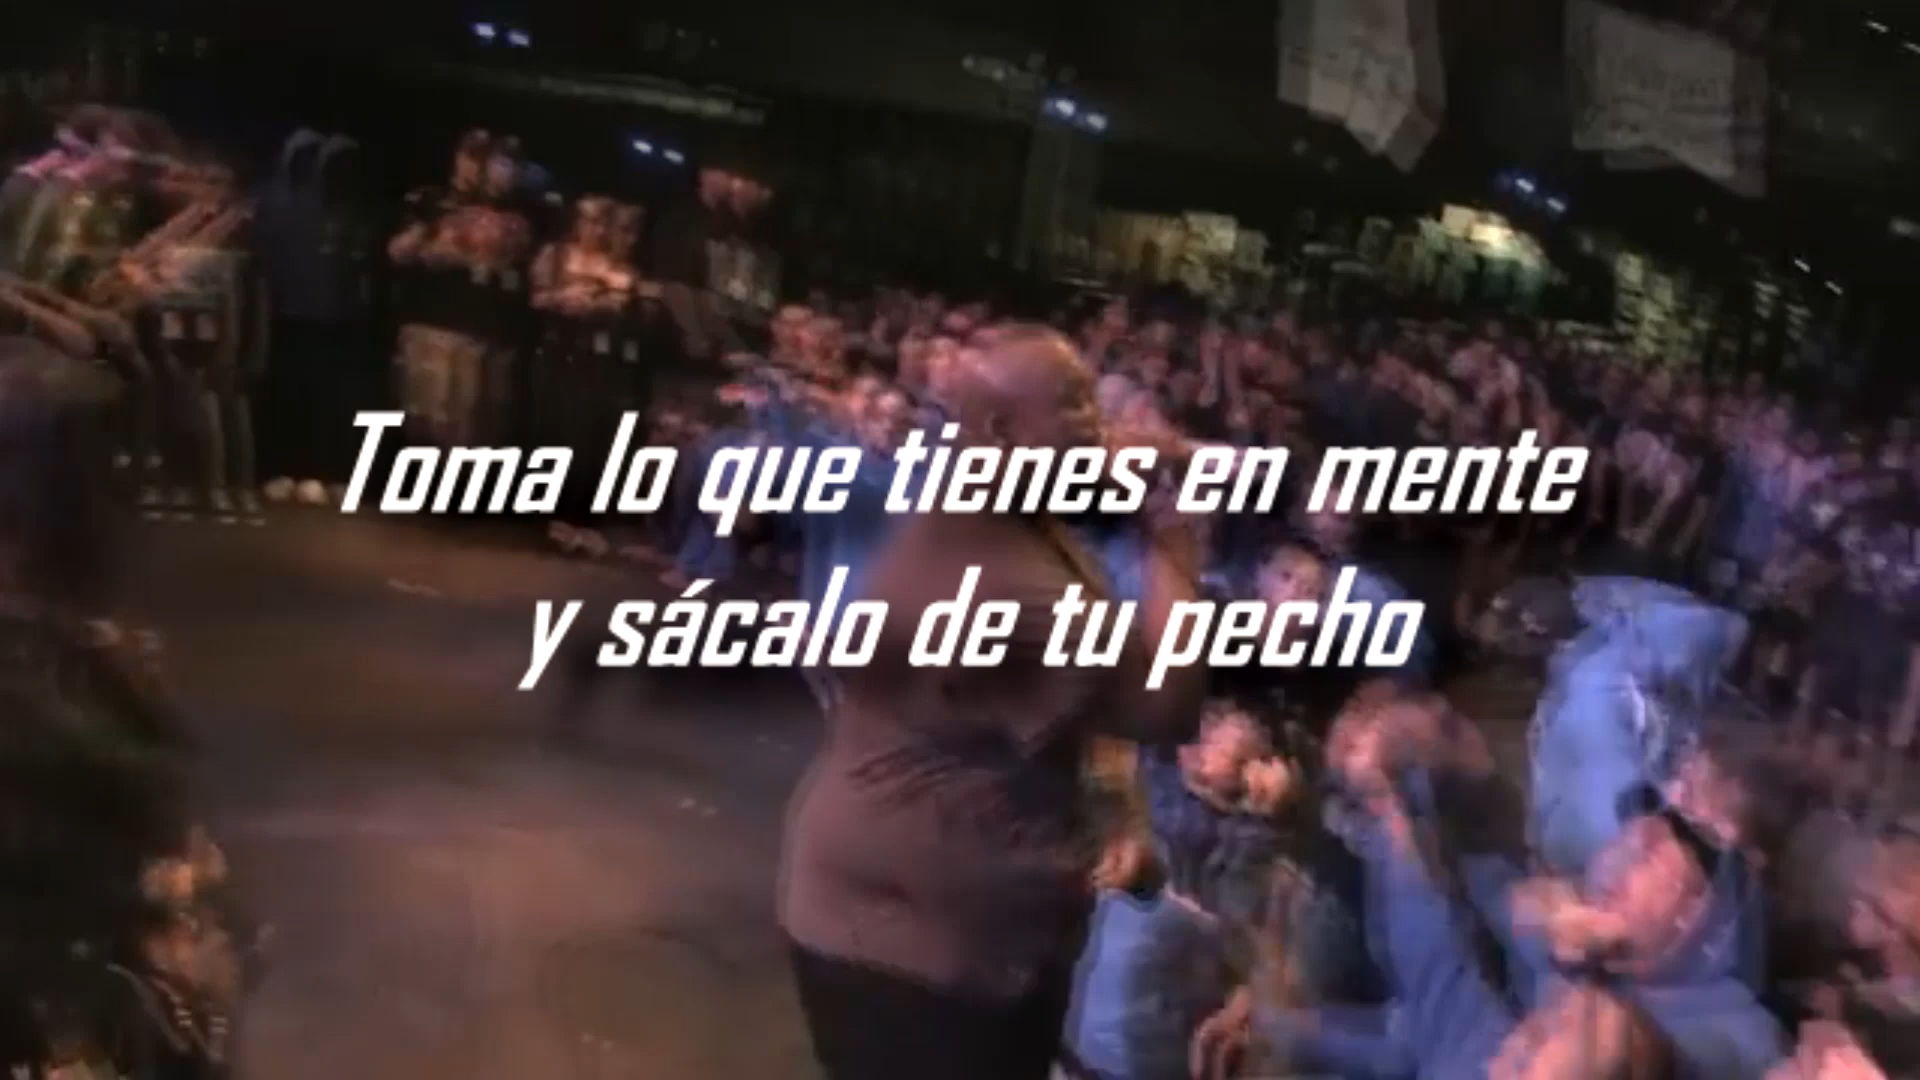 Toma lo que tienes en mente
y sácalo de tu pecho